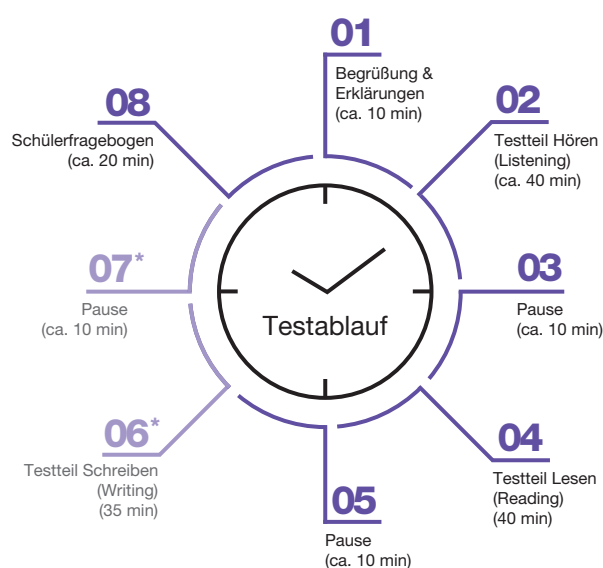 01
Begrüßung &
Erklärungen
(ca. 10 min)
02
Testteil Hören
(Listening)
(ca. 40 min)
03
Pause
(ca. 10 min)
04
Testteil Lesen
(Reading)
(40 min)
05
Pause
(ca. 10 min)
06*
Testteil Schreiben
(Writing)
(35 min)
07*
Pause
(ca. 10 min)
08
Schülerfragebogen
(ca. 20 min)
Testablauf